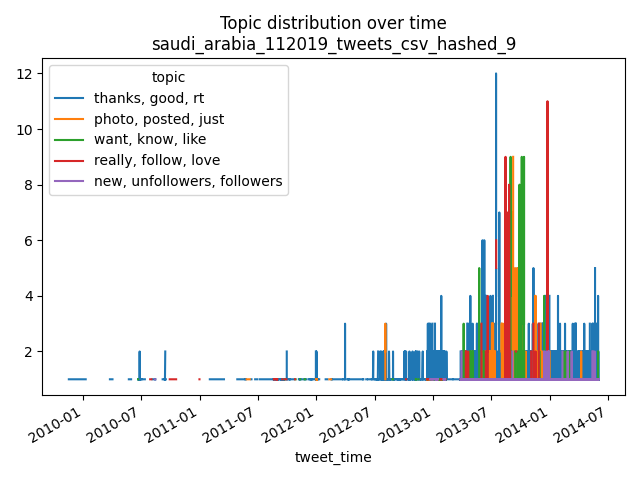 Topic distribution over time
saudi_arabia_112019_tweets_csv_hashed_9
topic
thanks, good, rt
photo, posted, just
want, know, like
really, follow, love
new, unfollowers, followers
12
10
8
6
4
2
2010-01
2010-07
2011-01
2011-07
2012-01
2012-07
2013-01
2013-07
2014-01
2014-07
tweet_time